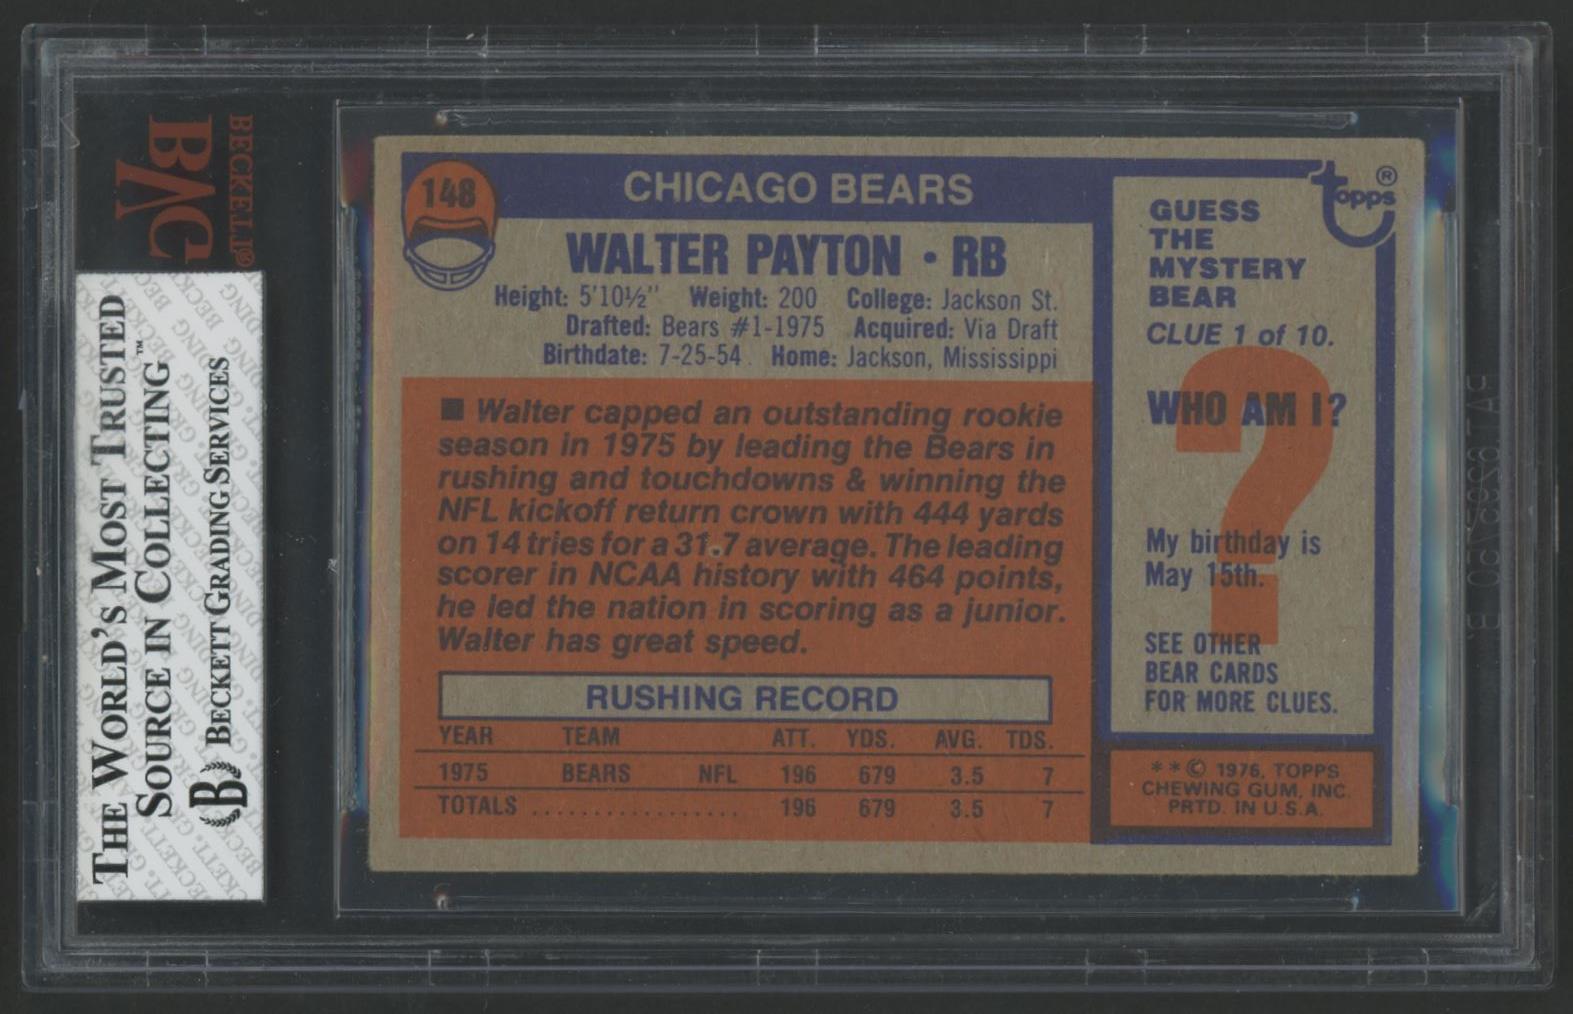 BECKETT®
BVG
THE WORLD'S MOST TRUSTED
SOURCE IN COLLECTING™
B BECKETT GRADING SERVICES
148
CHICAGO BEARS
WALTER PAYTON • RB
Height: 5'10½" Weight: 200 College: Jackson St.
Drafted: Bears #1-1975 Acquired: Via Draft
Birthdate: 7-25-54 Home: Jackson, Mississippi
■ Walter capped an outstanding rookie
season in 1975 by leading the Bears in
rushing and touchdowns & winning the
NFL kickoff return crown with 444 yards
on 14 tries for a 31.7 average. The leading
scorer in NCAA history with 464 points,
he led the nation in scoring as a junior.
Walter has great speed.
RUSHING RECORD
YEAR TEAM ATT. YDS. AVG. TDS.
1975 BEARS NFL 196 679 3.5 7
TOTALS ................. 196 679 3.5 7
topps®
GUESS
THE
MYSTERY
BEAR
CLUE 1 of 10.
WHO AM I?
?
My birthday is
May 15th.
SEE OTHER
BEAR CARDS
FOR MORE CLUES.
**© 1976, TOPPS
CHEWING GUM, INC.
PRTD. IN U.S.A.